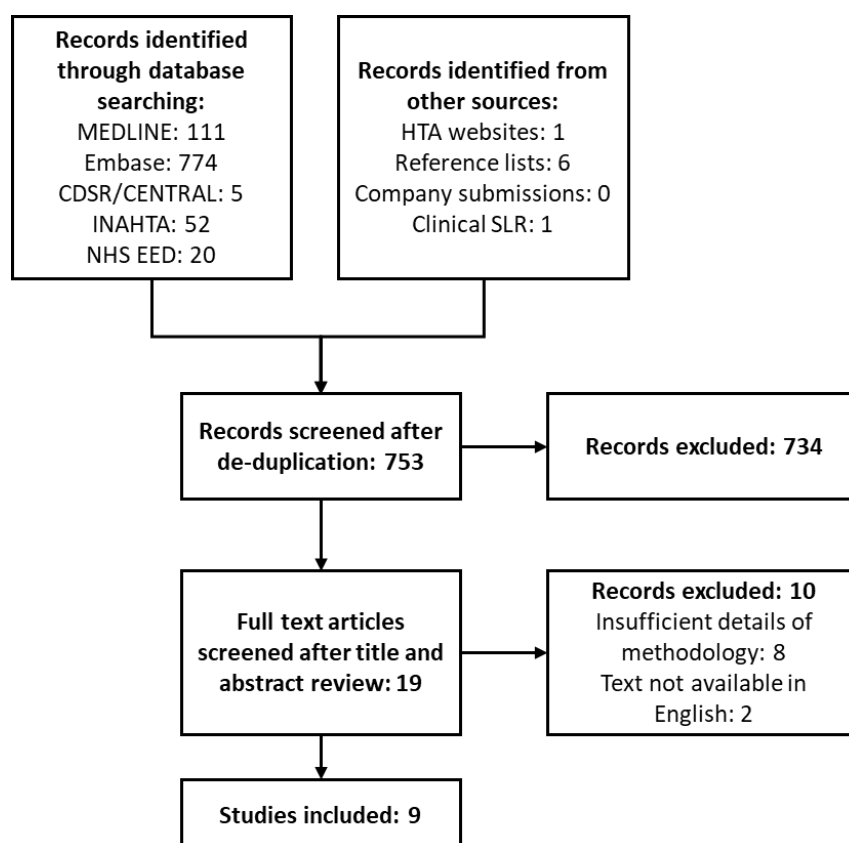 Records identified
through database
searching:
MEDLINE: 111
Embase: 774
CDSR/CENTRAL: 5
INAHTA: 52
NHS EED: 20
Records identified from
other sources:
HTA websites: 1
Reference lists: 6
Company submissions: 0
Clinical SLR: 1
Records screened after
de-duplication: 753
Records excluded: 734
Full text articles
screened after title and
abstract review: 19
Records excluded: 10
Insufficient details of
methodology: 8
Text not available in
English: 2
Studies included: 9